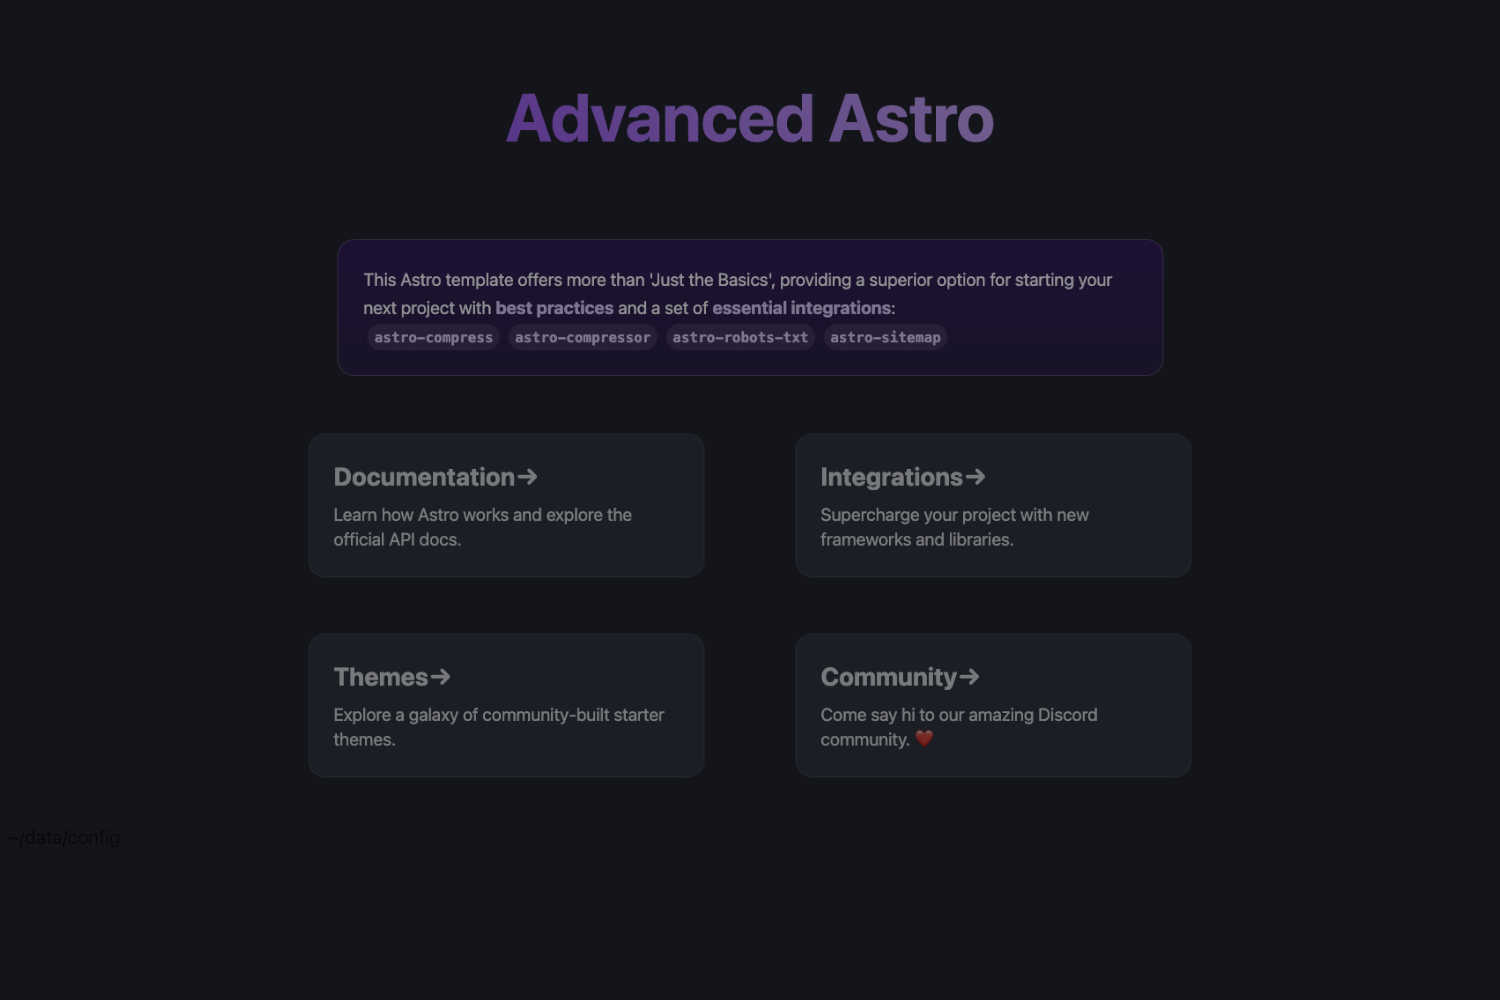 Advanced Astro
This Astro template offers more than 'Just the Basics', providing a superior option for starting your
next project with best practices and a set of essential integrations:
astro-compress astro-compressor astro-robots-txt astro-sitemap
Documentation→
Learn how Astro works and explore the
official API docs.
Integrations→
Supercharge your project with new
frameworks and libraries.
Themes→
Explore a galaxy of community-built starter
themes.
Community→
Come say hi to our amazing Discord
community. ❤️
~/data/config